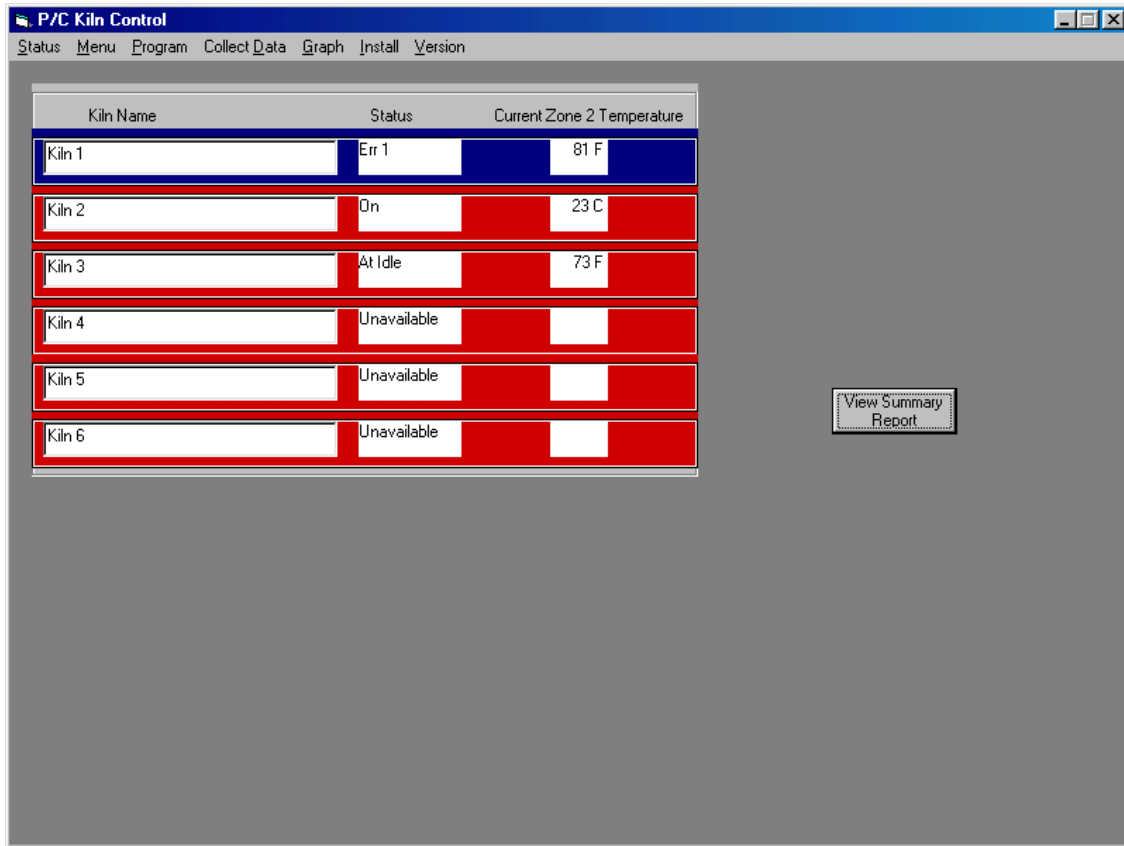 P/C Kiln Control
Status Menu Program Collect Data Graph Install Version
Kiln Name Status Current Zone 2 Temperature
Kiln 1 Err 1 81 F
Kiln 2 On 23 C
Kiln 3 At Idle 73 F
Kiln 4 Unavailable
Kiln 5 Unavailable
Kiln 6 Unavailable
View Summary
Report